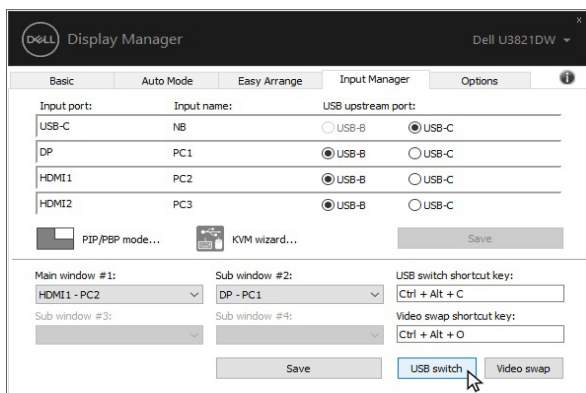 DELL Display Manager Dell U3821DW
Basic Auto Mode Easy Arrange Input Manager Options
Input port: Input name: USB upstream port:
USB-C NB USB-B USB-C
DP PC1 USB-B USB-C
HDMI1 PC2 USB-B USB-C
HDMI2 PC3 USB-B USB-C
PIP/PBP mode... KVM wizard... Save
Main window #1: Sub window #2: USB switch shortcut key:
HDMI1 - PC2 DP - PC1 Ctrl + Alt + C
Sub window #3: Sub window #4: Video swap shortcut key:
Ctrl + Alt + O
Save USB switch Video swap